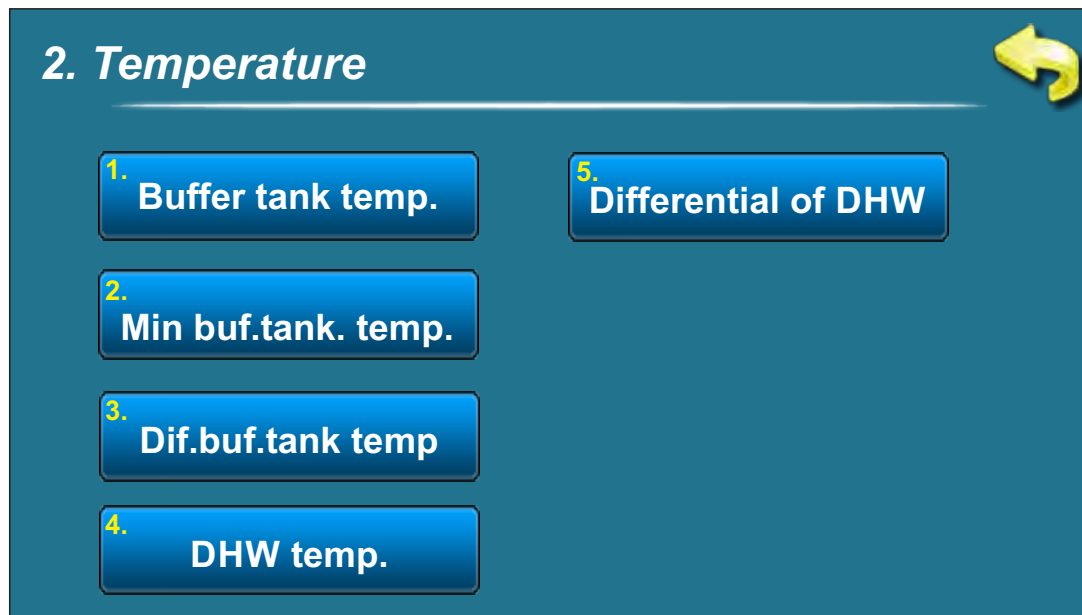 2. Temperature
1.
Buffer tank temp.
2.
Min buf.tank. temp.
3.
Dif.buf.tank temp
4.
DHW temp.
5.
Differential of DHW